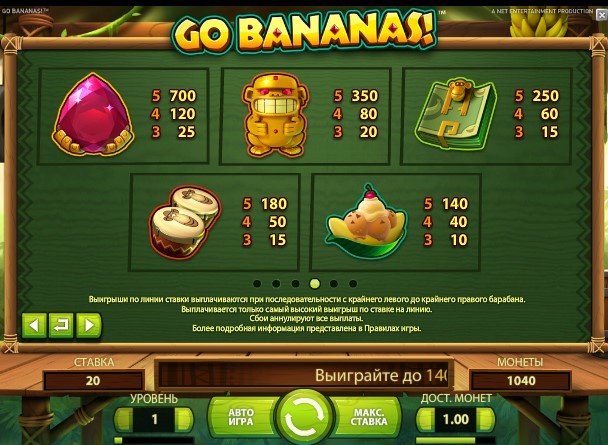 GO BANANAS!™
A NET ENTERTAINMENT PRODUCTION
GO BANANAS!™
5 700
4 120
3 25
5 350
4 80
3 20
5 250
4 60
3 15
5 180
4 50
3 15
5 140
4 40
3 10
Выигрыши по линии ставки выплачиваются при последовательности с крайнего левого до крайнего правого барабана.
Выплачивается только самый высокий выигрыш по ставке на линию.
Сбои аннулируют все выплаты.
Более подробная информация представлена в Правилах игры.
СТАВКА
20
Выиграйте до 140
МОНЕТЫ
1040
УРОВЕНЬ
1
АВТО
ИГРА
МАКС.
СТАВКА
ДОСТ. МОНЕТ
1.00